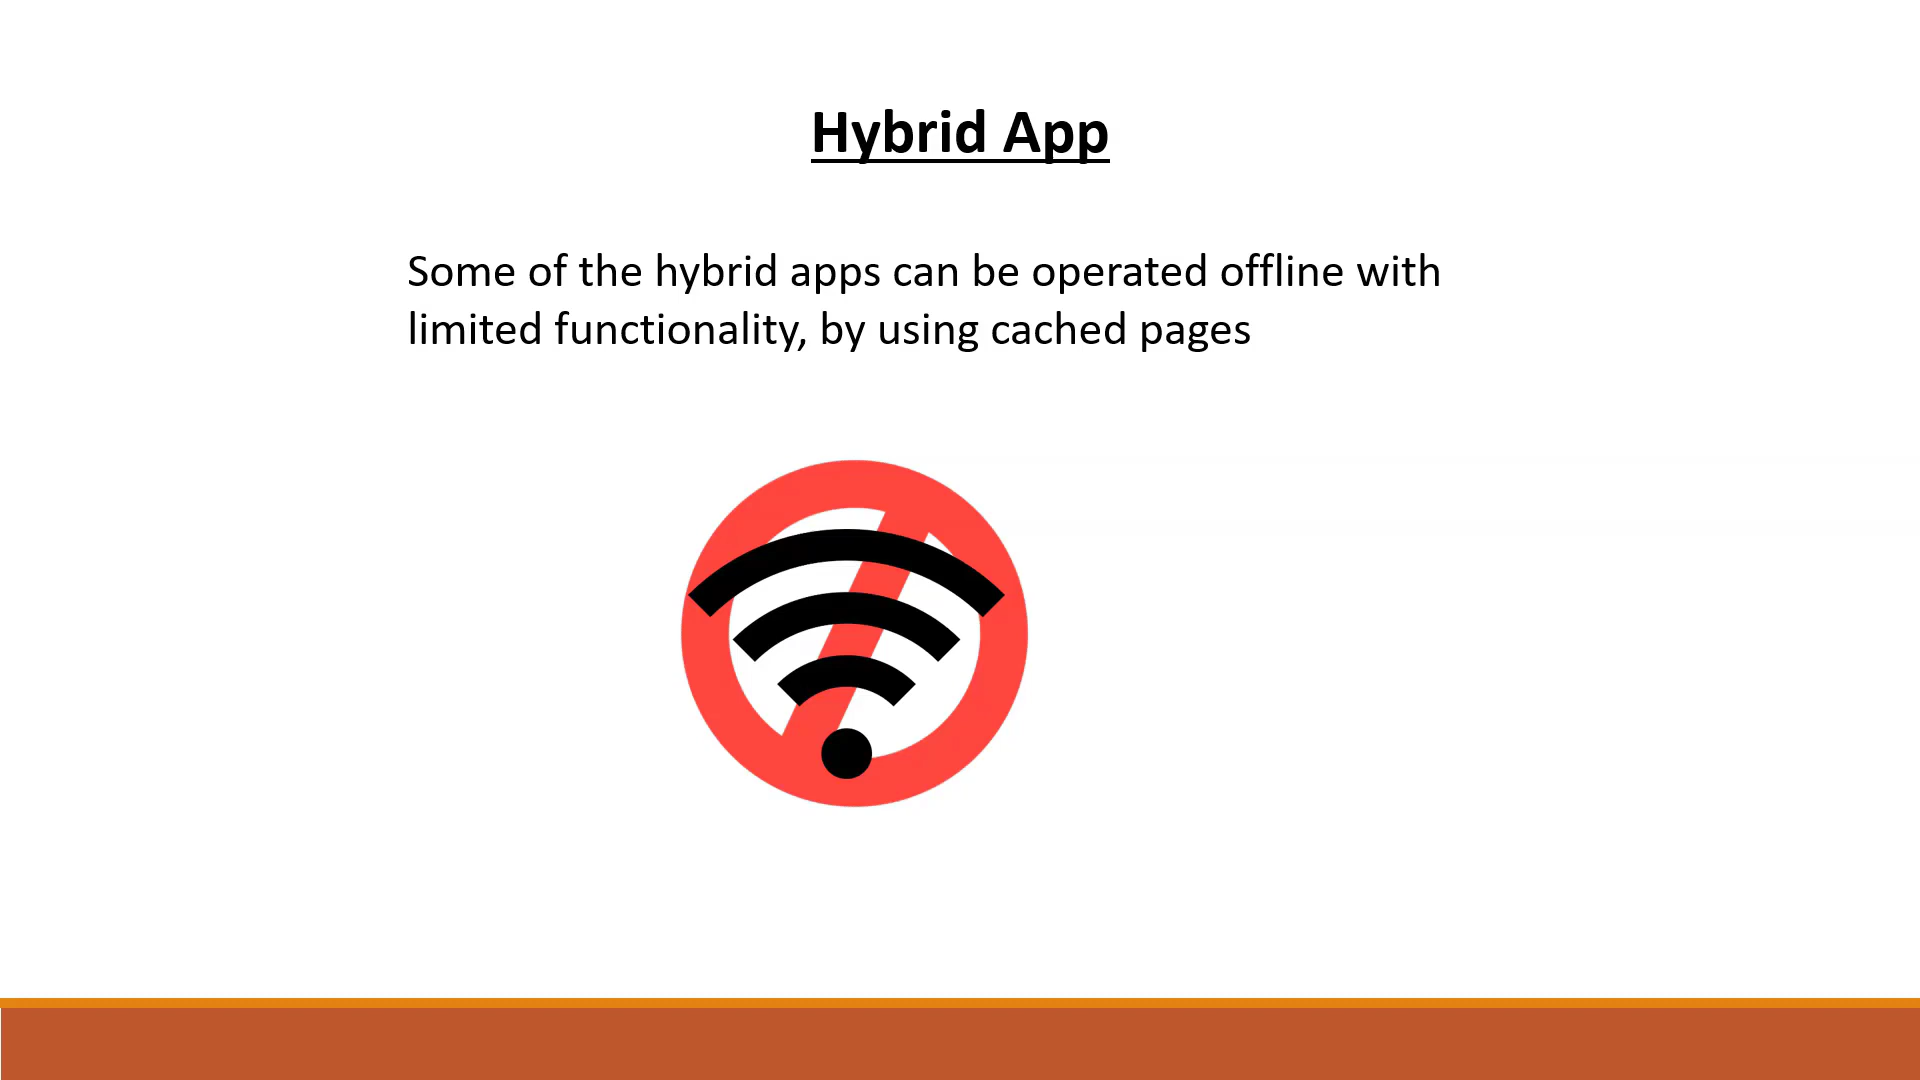 Hybrid App
Some of the hybrid apps can be operated offline with
limited functionality, by using cached pages